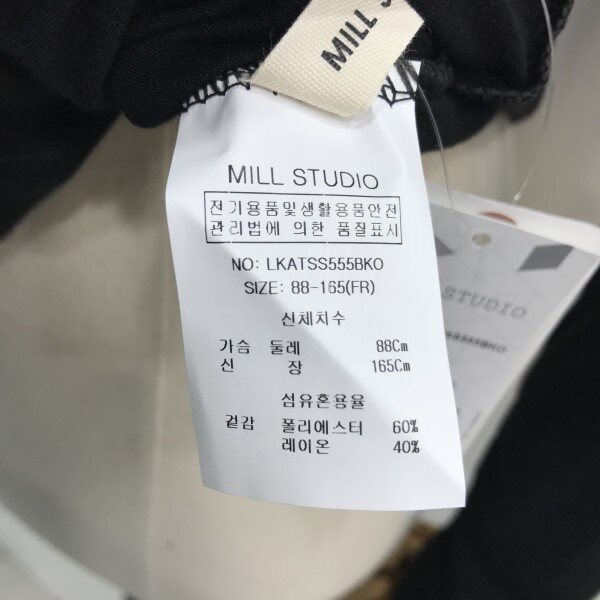 MILL S
MILL STUDIO
전기용품및생활용품안전
관리법에 의한 품질표시
NO: LKATSS555BKO
SIZE: 88-165(FR)
신체치수
가슴 둘레 88Cm
신 장 165Cm
섬유혼용율
겉감 폴리에스터 60%
레이온 40%
STUDIO